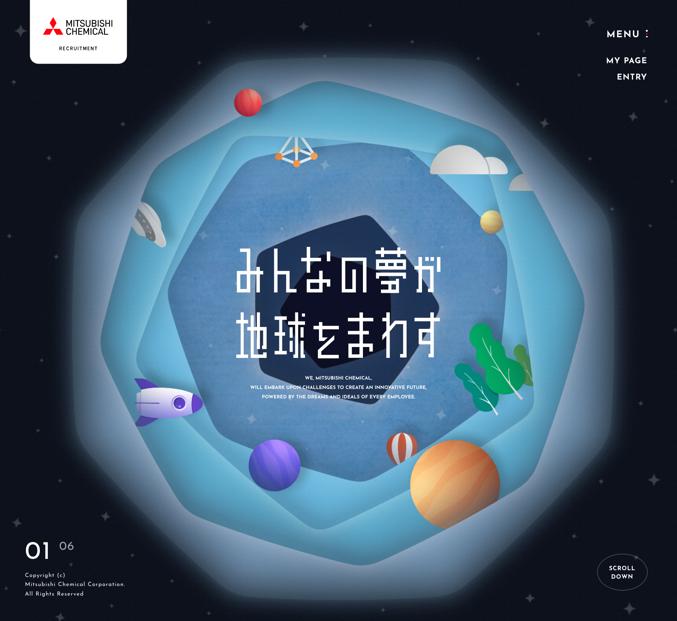 MITSUBISHI
CHEMICAL
RECRUITMENT
MENU
MY PAGE
ENTRY
みんなの夢が
地球をまわす
WE, MITSUBISHI CHEMICAL,
WILL EMBARK UPON CHALLENGES TO CREATE AN INNOVATIVE FUTURE,
POWERED BY THE DREAMS AND IDEALS OF EVERY EMPLOYEE.
01 06
Copyright (c)
Mitsubishi Chemical Corporation.
All Rights Reserved
SCROLL
DOWN